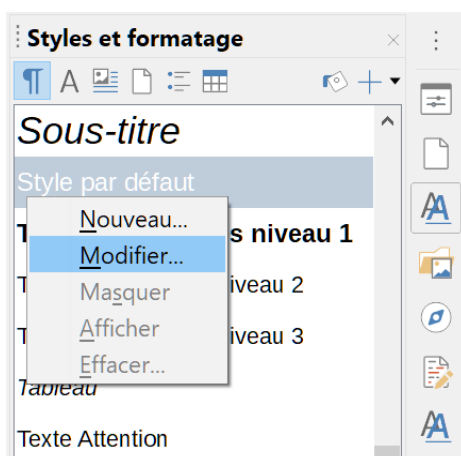 Styles et formatage
Sous-titre
Style par défaut
Nouveau...
s niveau 1
Modifier...
Masquer
iveau 2
Afficher
iveau 3
Effacer...
Tableau
Texte Attention